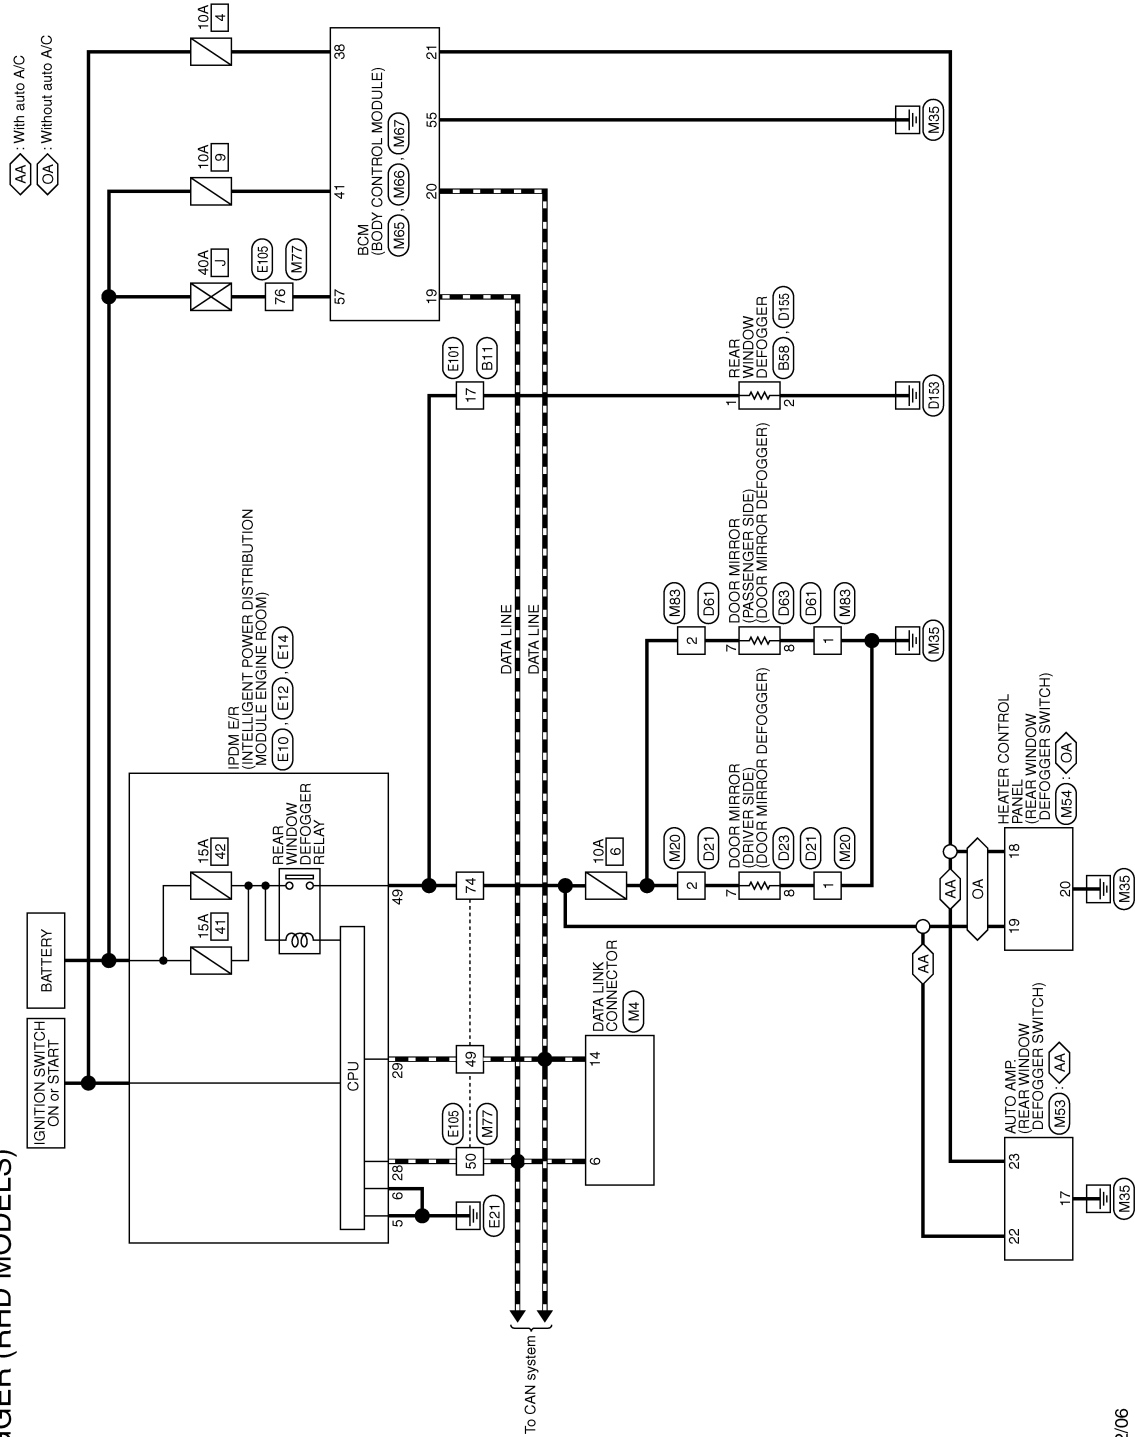 GGER (RHD MODELS)
AA : With auto A/C
OA : Without auto A/C
IGNITION SWITCH
ON or START
BATTERY
15A
41
15A
42
40A
J
10A
9
10A
4
IPDM E/R
(INTELLIGENT POWER DISTRIBUTION
MODULE ENGINE ROOM)
E10 , E12 , E14
REAR
WINDOW
DEFOGGER
RELAY
CPU
E105
M77
76
57
41
38
BCM
(BODY CONTROL MODULE)
M65 , M66 , M67
19
20
55
21
5
6
28
29
49
E21
50
E105
M77
49
74
E101
B11
17
DATA LINE
DATA LINE
To CAN system
6
14
DATA LINK
CONNECTOR
M4
10A
6
2
M20
D21
7
DOOR MIRROR
(DRIVER SIDE)
(DOOR MIRROR DEFOGGER)
D23
8
1
D21
M20
2
M83
D61
7
DOOR MIRROR
(PASSENGER SIDE)
(DOOR MIRROR DEFOGGER)
D63
8
1
D61
M83
M35
1
REAR
WINDOW
DEFOGGER
B58 , D155
2
D153
M35
AA
AA
OA
22
23
17
AUTO AMP.
(REAR WINDOW
DEFOGGER SWITCH)
M53 : AA
M35
19
18
20
HEATER CONTROL
PANEL
(REAR WINDOW
DEFOGGER SWITCH)
M54 : OA
M35
2/06